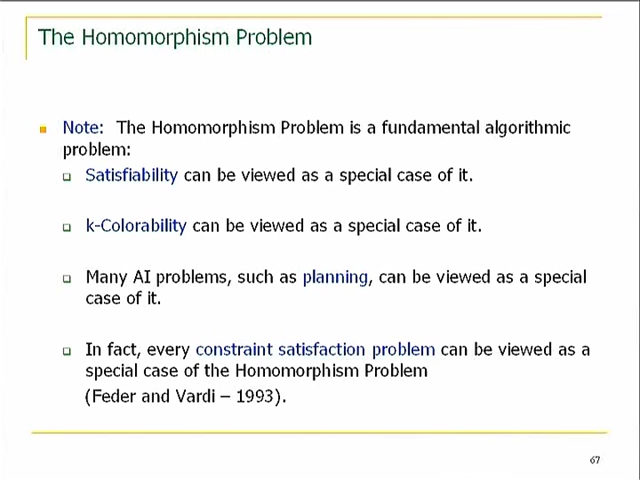 The Homomorphism Problem
Note: The Homomorphism Problem is a fundamental algorithmic
problem:
Satisfiability can be viewed as a special case of it.
k-Colorability can be viewed as a special case of it.
Many AI problems, such as planning, can be viewed as a special
case of it.
In fact, every constraint satisfaction problem can be viewed as a
special case of the Homomorphism Problem
(Feder and Vardi – 1993).
67